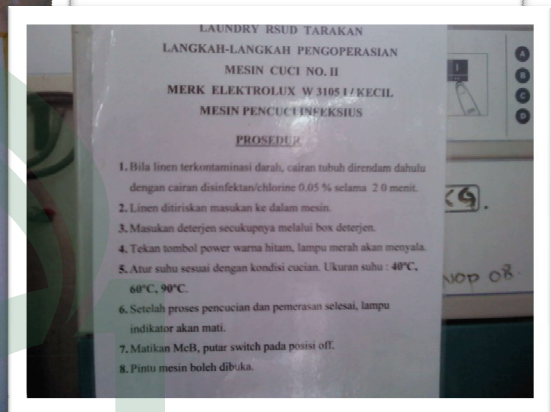 LAUNDRY RSUD TARAKAN
LANGKAH-LANGKAH PENGOPERASIAN
MESIN CUCI NO. II
MERK ELEKTROLUX W 3105 I / KECIL
MESIN PENCUCI INFEKSIUS
PROSEDUR
1. Bila linen terkontaminasi darah, cairan tubuh direndam dahulu
dengan cairan disinfektan/chlorine 0.05 % selama 2 0 menit.
2. Linen ditiriskan masukan ke dalam mesin.
3. Masukan deterjen secukupnya melalui box deterjen.
4. Tekan tombol power warna hitam, lampu merah akan menyala.
5. Atur suhu sesuai dengan kondisi cucian. Ukuran suhu : 40°C,
60°C, 90°C.
6. Setelah proses pencucian dan pemerasan selesai, lampu
indikator akan mati.
7. Matikan McB, putar switch pada posisi off.
8. Pintu mesin boleh dibuka.
A
B
C
D
KG.
NOP 08.